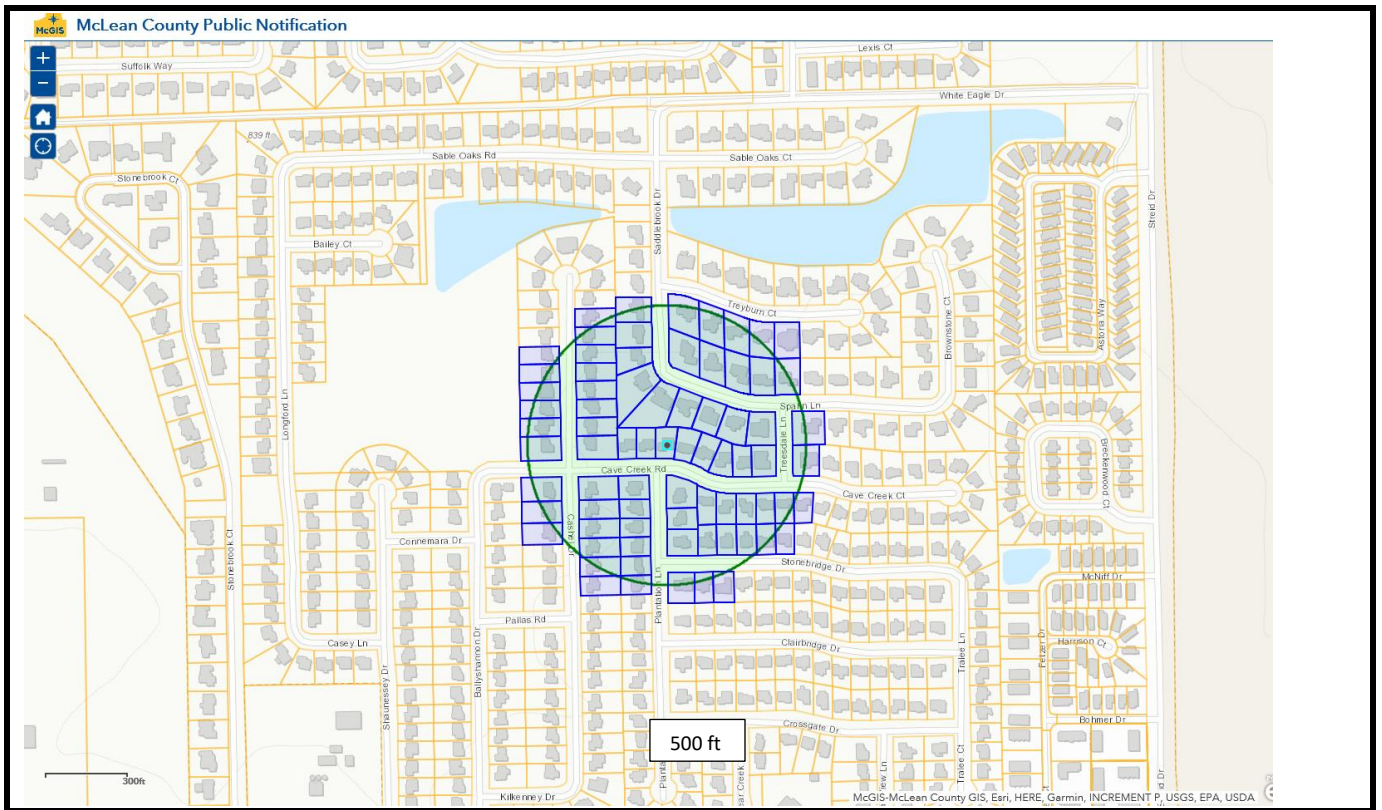 McGIS
McLean County Public Notification
+
−
Lexis Ct
Suffolk Way
White Eagle Dr
839 ft
Sable Oaks Rd
Sable Oaks Ct
Stonebrook Ct
Saddlebrook Dr
Streid Dr
Bailey Ct
Treyburn Ct
Brownstone Ct
Astoria Way
Longford Ln
Spain Ln
Treesdale Ln
Breckenwood Ct
Cave Creek Rd
Cave Creek Ct
Stonebrook Ct
Connemara Dr
Stonebridge Dr
McNiff Dr
Plantation Ln
Pallas Rd
Casey Ln
Clairbridge Dr
Harrison Ct
Ballyshannon Dr
Tralee Ln
Fetzer Dr
Shaunessey Dr
Crossgate Dr
Bohmer Dr
500 ft
Tralee Ct
300ft
Kilkenney Dr
McGIS-McLean County GIS, Esri, HERE, Garmin, INCREMENT P, USGS, EPA, USDA